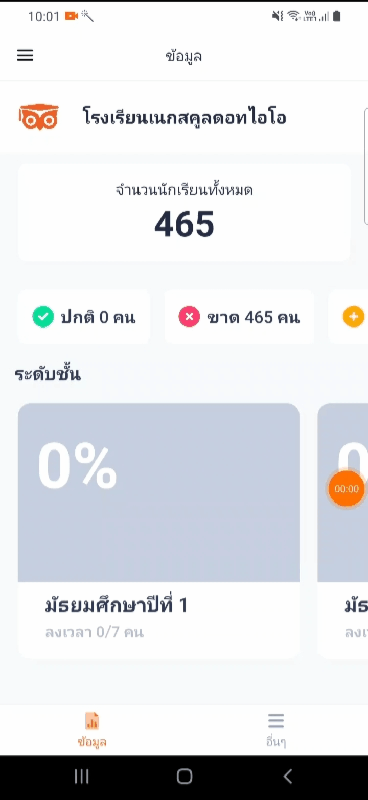 10:01
ข้อมูล
โรงเรียนเนกสคูลดอทไอโอ
จำนวนนักเรียนทั้งหมด
465
ปกติ 0 คน
ขาด 465 คน
ระดับชั้น
0%
0
00:00
มัธยมศึกษาปีที่ 1
มัธ
ลงเวลา 0/7 คน
ลงเ
ข้อมูล
อื่นๆ